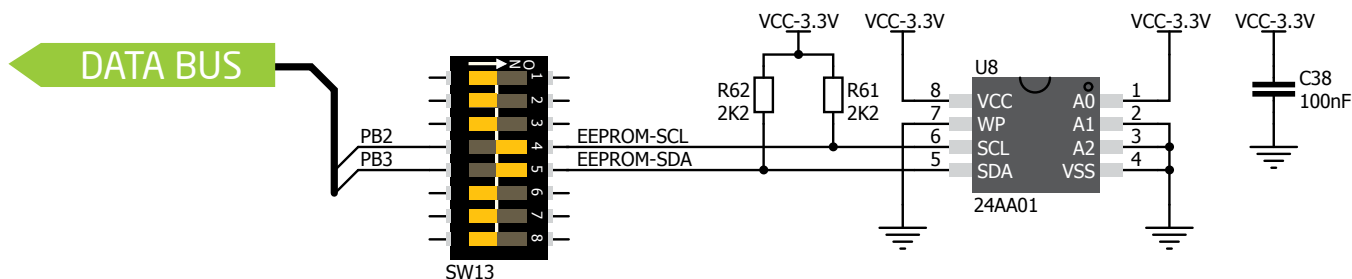 DATA BUS
PB2
PB3
ON
1
2
3
4
5
6
7
8
SW13
EEPROM-SCL
EEPROM-SDA
VCC-3.3V
R62
2K2
R61
2K2
VCC-3.3V
U8
8
7
6
5
VCC
WP
SCL
SDA
A0
A1
A2
VSS
1
2
3
4
24AA01
VCC-3.3V
VCC-3.3V
C38
100nF